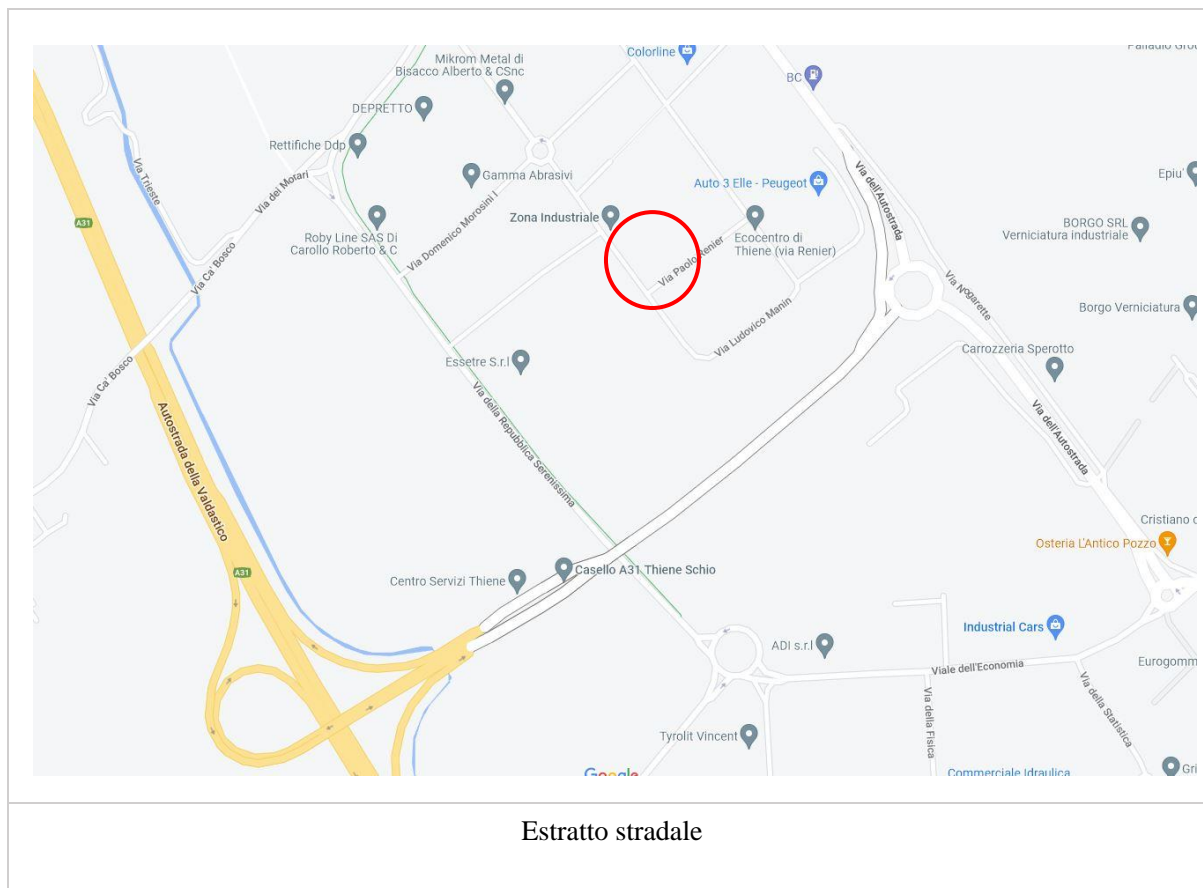 Colorline
Palladio Grou
Mikrom Metal di
Bisacco Alberto & CSnc
BC
DEPRETTO
Rettifiche Ddp
Via Trieste
Via dei Motari
Gamma Abrasivi
Auto 3 Elle - Peugeot
Via dell'Autostrada
Epiu'
A31
Zona Industriale
Roby Line SAS Di
Carollo Roberto & C
Via Domenico Morosini I
Ecocentro di
Thiene (via Renier)
BORGO SRL
Verniciatura industriale
Via Ca' Bosco
Via Paolo Renier
Via Nogarette
Borgo Verniciatura
Via Ludovico Manin
Essetre S.r.l
Carrozzeria Sperotto
Via Ca' Bosco
Via della Repubblica Serenissima
Autostrada della Valdastico
Via dell'Autostrada
Cristiano c
Osteria L'Antico Pozzo
A31
Centro Servizi Thiene
Casello A31 Thiene Schio
Industrial Cars
ADI s.r.l
Viale dell'Economia
Eurogomm
Via della Fisica
Via della Statistica
Tyrolit Vincent
Google
Commerciale Idraulica
Gri
Estratto stradale